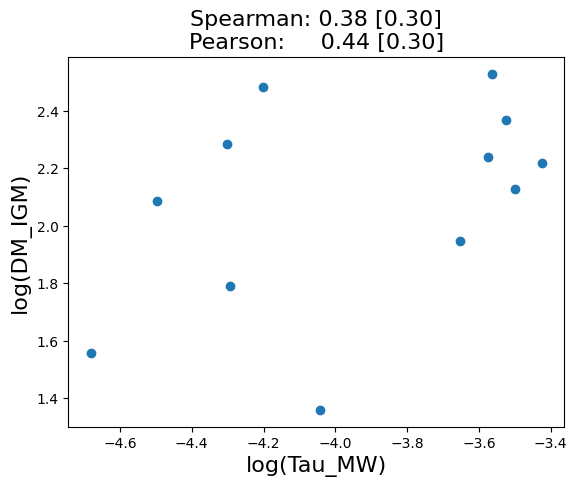 Spearman: 0.38 [0.30]
Pearson: 0.44 [0.30]
log(DM_IGM)
2.4
2.2
2.0
1.8
1.6
1.4
−4.6 −4.4 −4.2 −4.0 −3.8 −3.6 −3.4
log(Tau_MW)